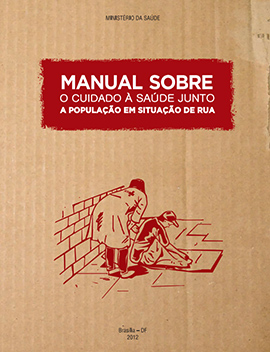 MINISTÉRIO DA SAÚDE
MANUAL SOBRE
O CUIDADO À SAÚDE JUNTO
A POPULAÇÃO EM SITUAÇÃO DE RUA
Brasília – DF
2012